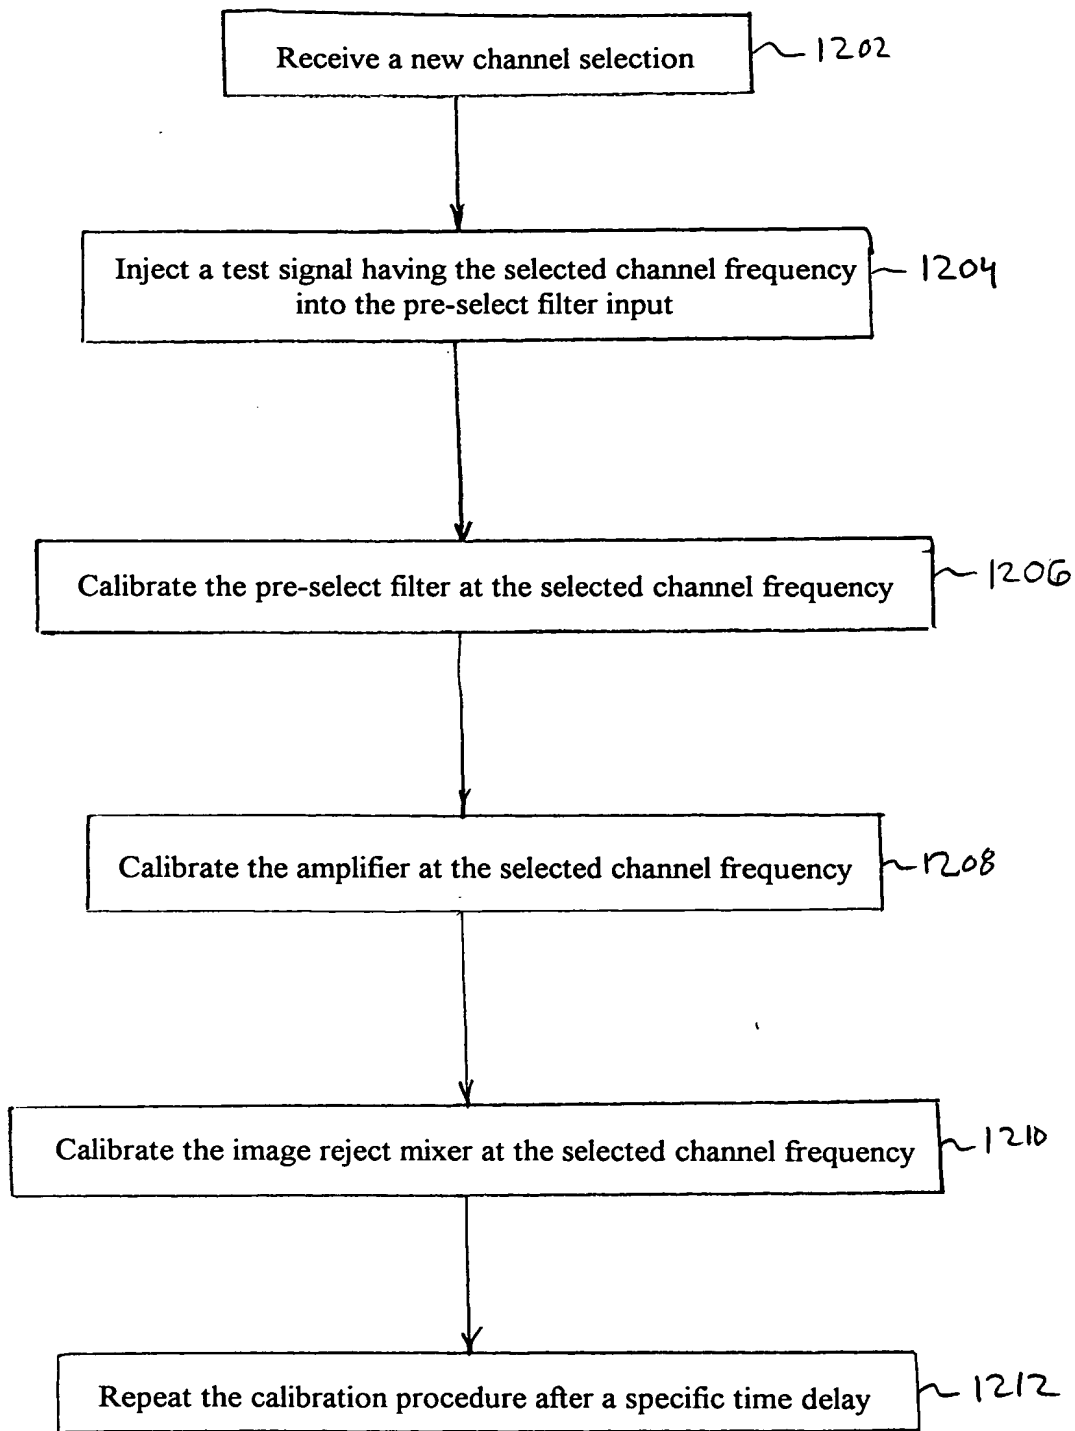 Receive a new channel selection 1202
Inject a test signal having the selected channel frequency 1204
into the pre-select filter input
Calibrate the pre-select filter at the selected channel frequency 1206
Calibrate the amplifier at the selected channel frequency 1208
Calibrate the image reject mixer at the selected channel frequency 1210
Repeat the calibration procedure after a specific time delay 1212